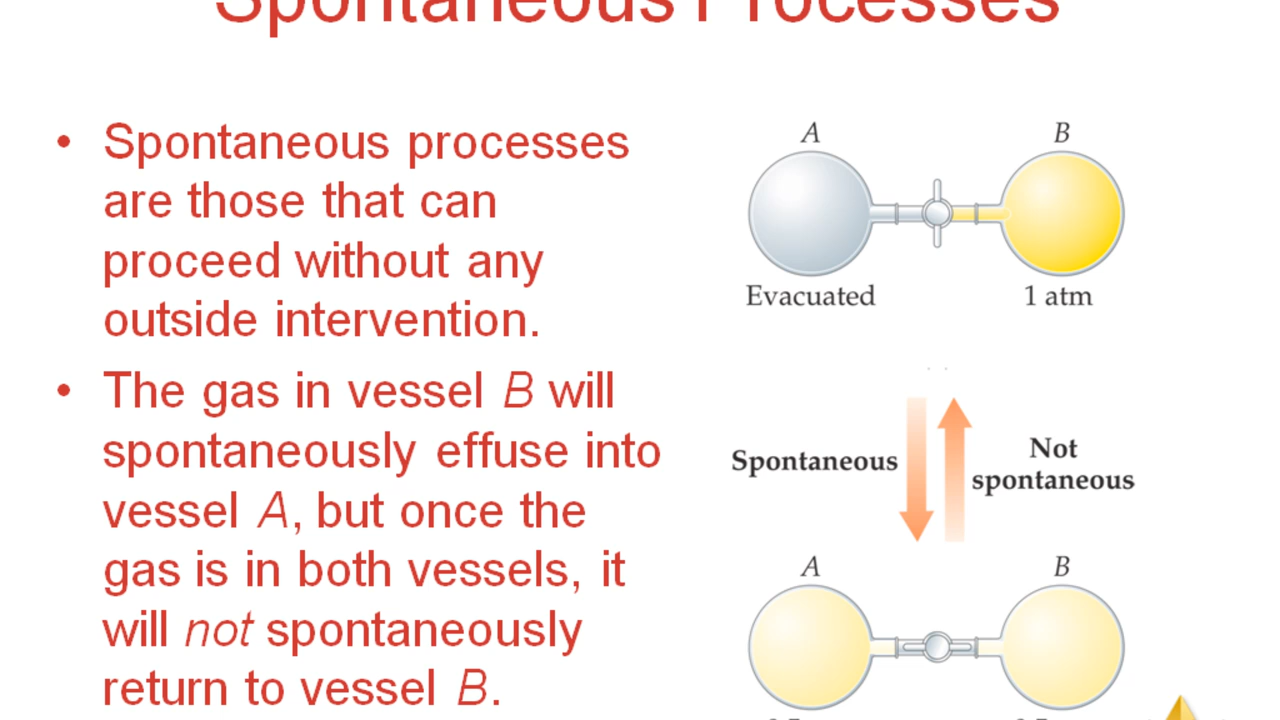 Spontaneous Processes
• Spontaneous processes
are those that can
proceed without any
outside intervention.
• The gas in vessel B will
spontaneously effuse into
vessel A, but once the
gas is in both vessels, it
will not spontaneously
return to vessel B.
A B
Evacuated 1 atm
Spontaneous
Not
spontaneous
A B